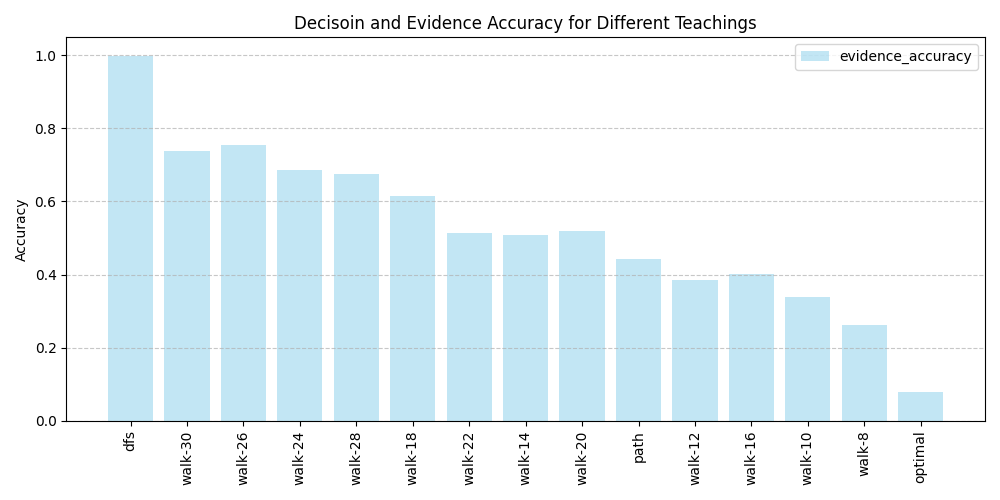 Decisoin and Evidence Accuracy for Different Teachings
evidence_accuracy
Accuracy
1.0
0.8
0.6
0.4
0.2
0.0
dfs
walk-30
walk-26
walk-24
walk-28
walk-18
walk-22
walk-14
walk-20
path
walk-12
walk-16
walk-10
walk-8
optimal